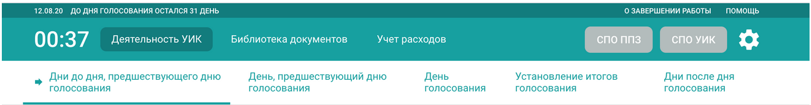 12.08.20 ДО ДНЯ ГОЛОСОВАНИЯ ОСТАЛСЯ 31 ДЕНЬ О ЗАВЕРШЕНИИ РАБОТЫ ПОМОЩЬ
00:37 Деятельность УИК Библиотека документов Учет расходов СПО ППЗ СПО УИК
Дни до дня, предшествующего дню
голосования
День, предшествующий дню
голосования
День
голосования
Установление итогов
голосования
Дни после дня
голосования